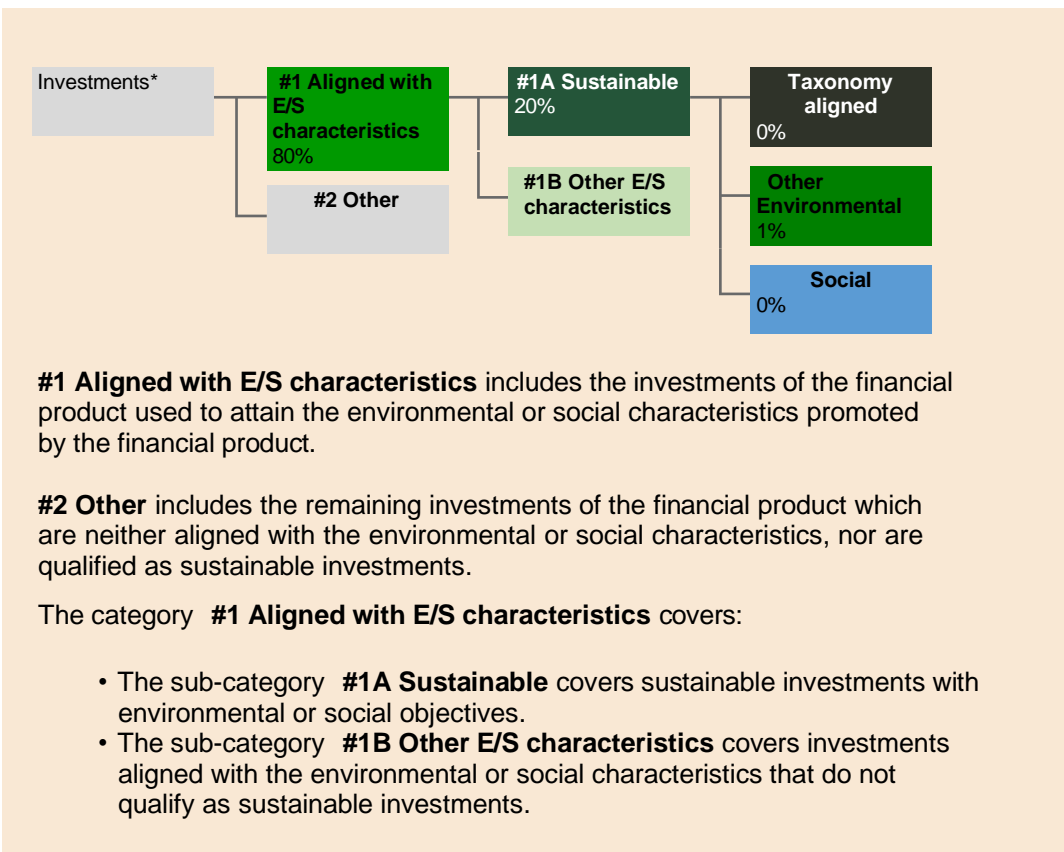 Investments*
#1 Aligned with
E/S
characteristics
80%
#2 Other
#1A Sustainable
20%
#1B Other E/S
characteristics
Taxonomy
aligned
0%
Other
Environmental
1%
Social
0%
#1 Aligned with E/S characteristics includes the investments of the financial
product used to attain the environmental or social characteristics promoted
by the financial product.
#2 Other includes the remaining investments of the financial product which
are neither aligned with the environmental or social characteristics, nor are
qualified as sustainable investments.
The category #1 Aligned with E/S characteristics covers:
• The sub-category #1A Sustainable covers sustainable investments with
environmental or social objectives.
• The sub-category #1B Other E/S characteristics covers investments
aligned with the environmental or social characteristics that do not
qualify as sustainable investments.